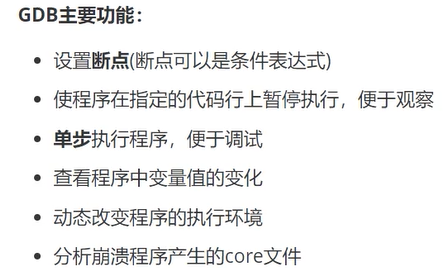 GDB主要功能：
设置断点(断点可以是条件表达式)
使程序在指定的代码行上暂停执行，便于观察
单步执行程序，便于调试
查看程序中变量值的变化
动态改变程序的执行环境
分析崩溃程序产生的core文件